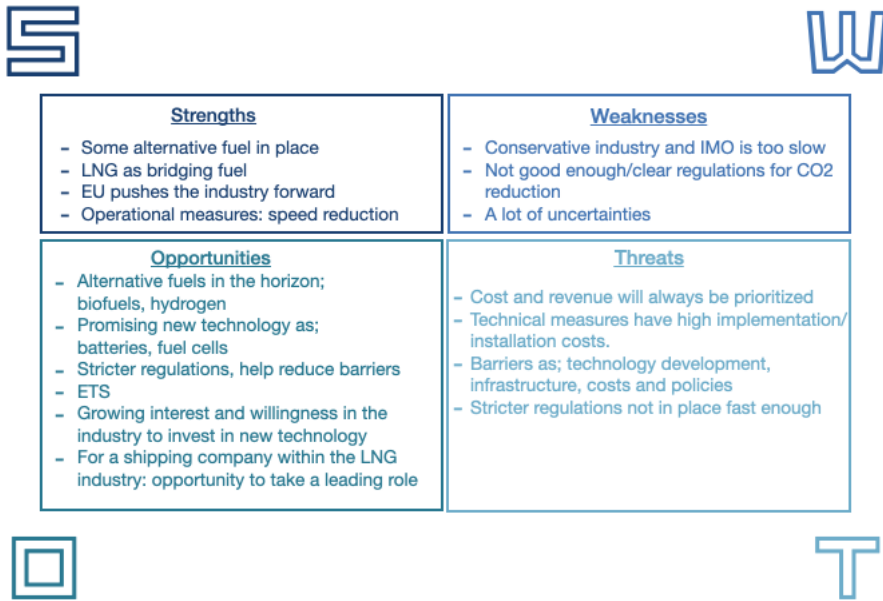 S
W
Strengths
- Some alternative fuel in place
- LNG as bridging fuel
- EU pushes the industry forward
- Operational measures: speed reduction
Weaknesses
- Conservative industry and IMO is too slow
- Not good enough/clear regulations for CO2
reduction
- A lot of uncertainties
Opportunities
- Alternative fuels in the horizon;
biofuels, hydrogen
- Promising new technology as;
batteries, fuel cells
- Stricter regulations, help reduce barriers
- ETS
- Growing interest and willingness in the
industry to invest in new technology
- For a shipping company within the LNG
industry: opportunity to take a leading role
Threats
- Cost and revenue will always be prioritized
- Technical measures have high implementation/
installation costs.
- Barriers as; technology development,
infrastructure, costs and policies
- Stricter regulations not in place fast enough
O
T